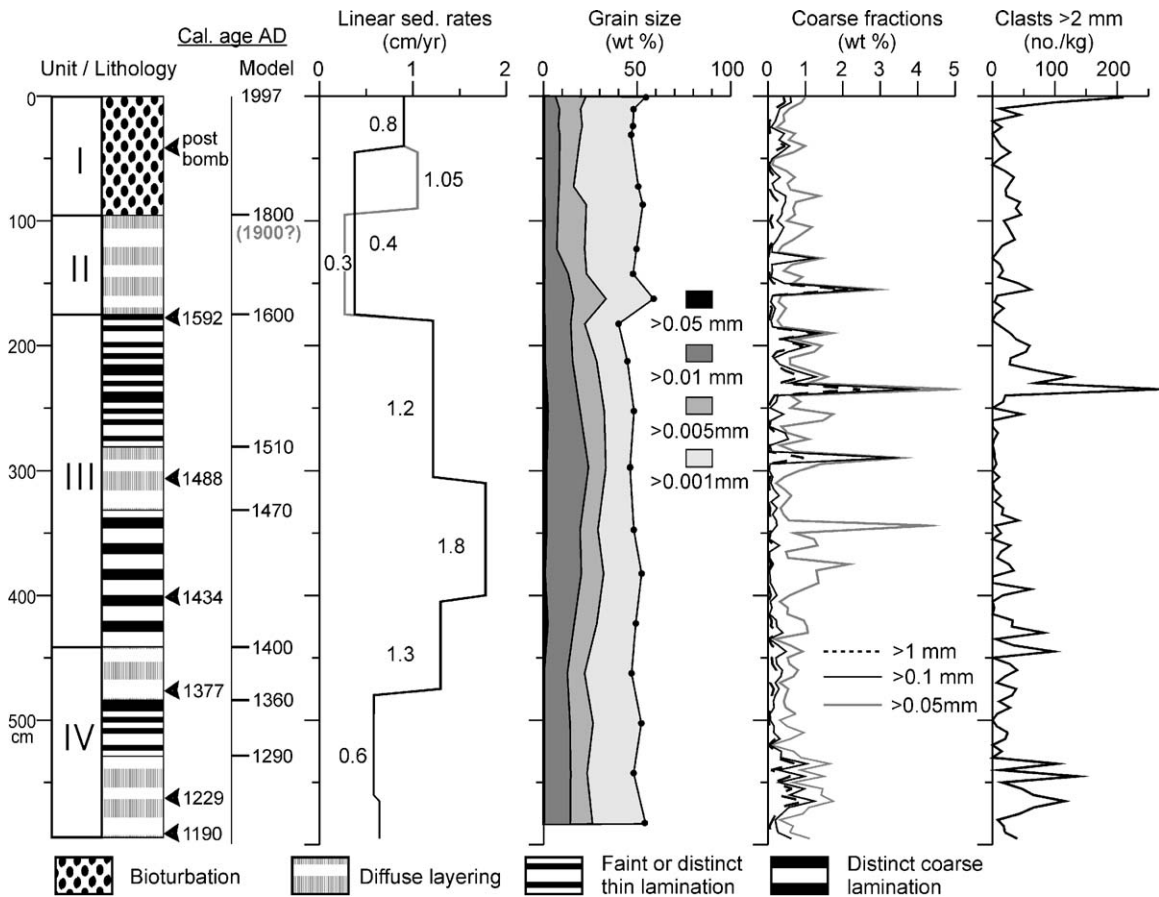 Cal. age AD
Unit / Lithology Model
Linear sed. rates
(cm/yr)
Grain size
(wt %)
Coarse fractions
(wt %)
Clasts >2 mm
(no./kg)
0 1 2
0 50 100
0 1 2 3 4 5
0 100 200
0
100
200
300
400
500
cm
I
II
III
IV
post
bomb
1592
1488
1434
1377
1229
1190
1997
1800
(1900?)
1600
1510
1470
1400
1360
1290
0.8
1.05
0.4
0.3
1.2
1.8
1.3
0.6
>0.05 mm
>0.01 mm
>0.005mm
>0.001mm
>1 mm
>0.1 mm
>0.05mm
Bioturbation
Diffuse layering
Faint or distinct
thin lamination
Distinct coarse
lamination